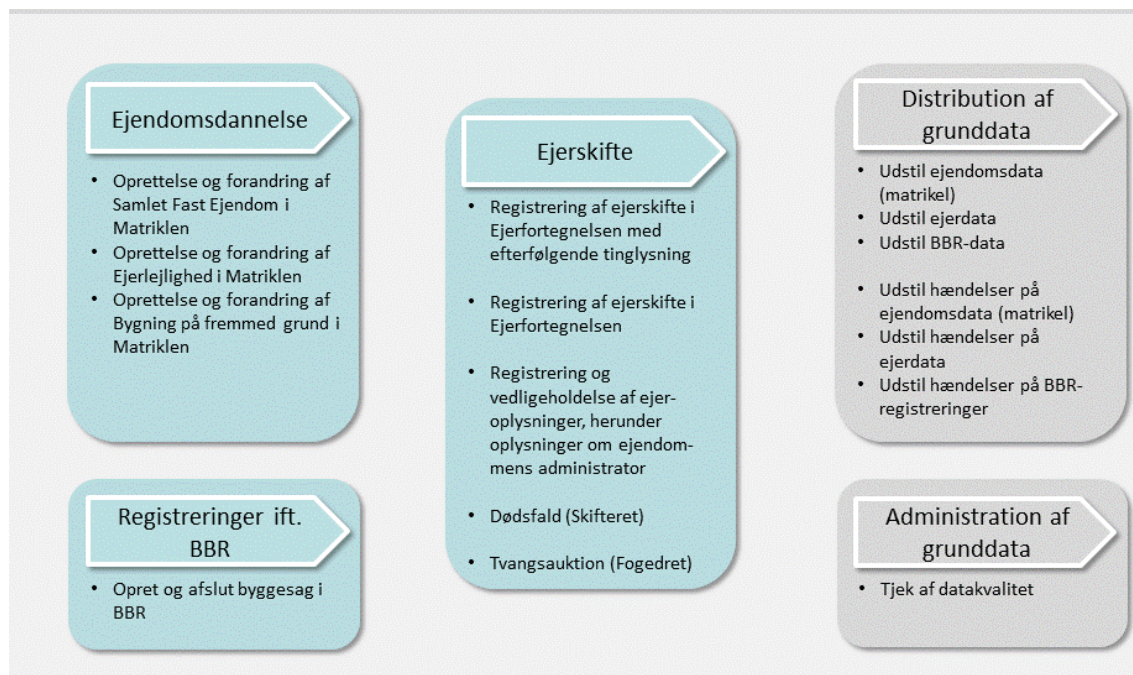 Ejendomsdannelse
• Oprettelse og forandring af
Samlet Fast Ejendom i
Matriklen
• Oprettelse og forandring af
Ejerlejlighed i Matriklen
• Oprettelse og forandring af
Bygning på fremmed grund i
Matriklen
Registreringer ift.
BBR
• Opret og afslut byggesag i
BBR
Ejerskifte
• Registrering af ejerskifte i
Ejerfortegnelsen med
efterfølgende tinglysning
• Registrering af ejerskifte i
Ejerfortegnelsen
• Registrering og
vedligeholdelse af ejer-
oplysninger, herunder
oplysninger om ejendom-
mens administrator
• Dødsfald (Skifteret)
• Tvangsauktion (Fogedret)
Distribution af
grunddata
• Udstil ejendomsdata
(matrikel)
• Udstil ejerdata
• Udstil BBR-data
• Udstil hændelser på
ejendomsdata (matrikel)
• Udstil hændelser på
ejerdata
• Udstil hændelser på BBR-
registreringer
Administration af
grunddata
• Tjek af datakvalitet